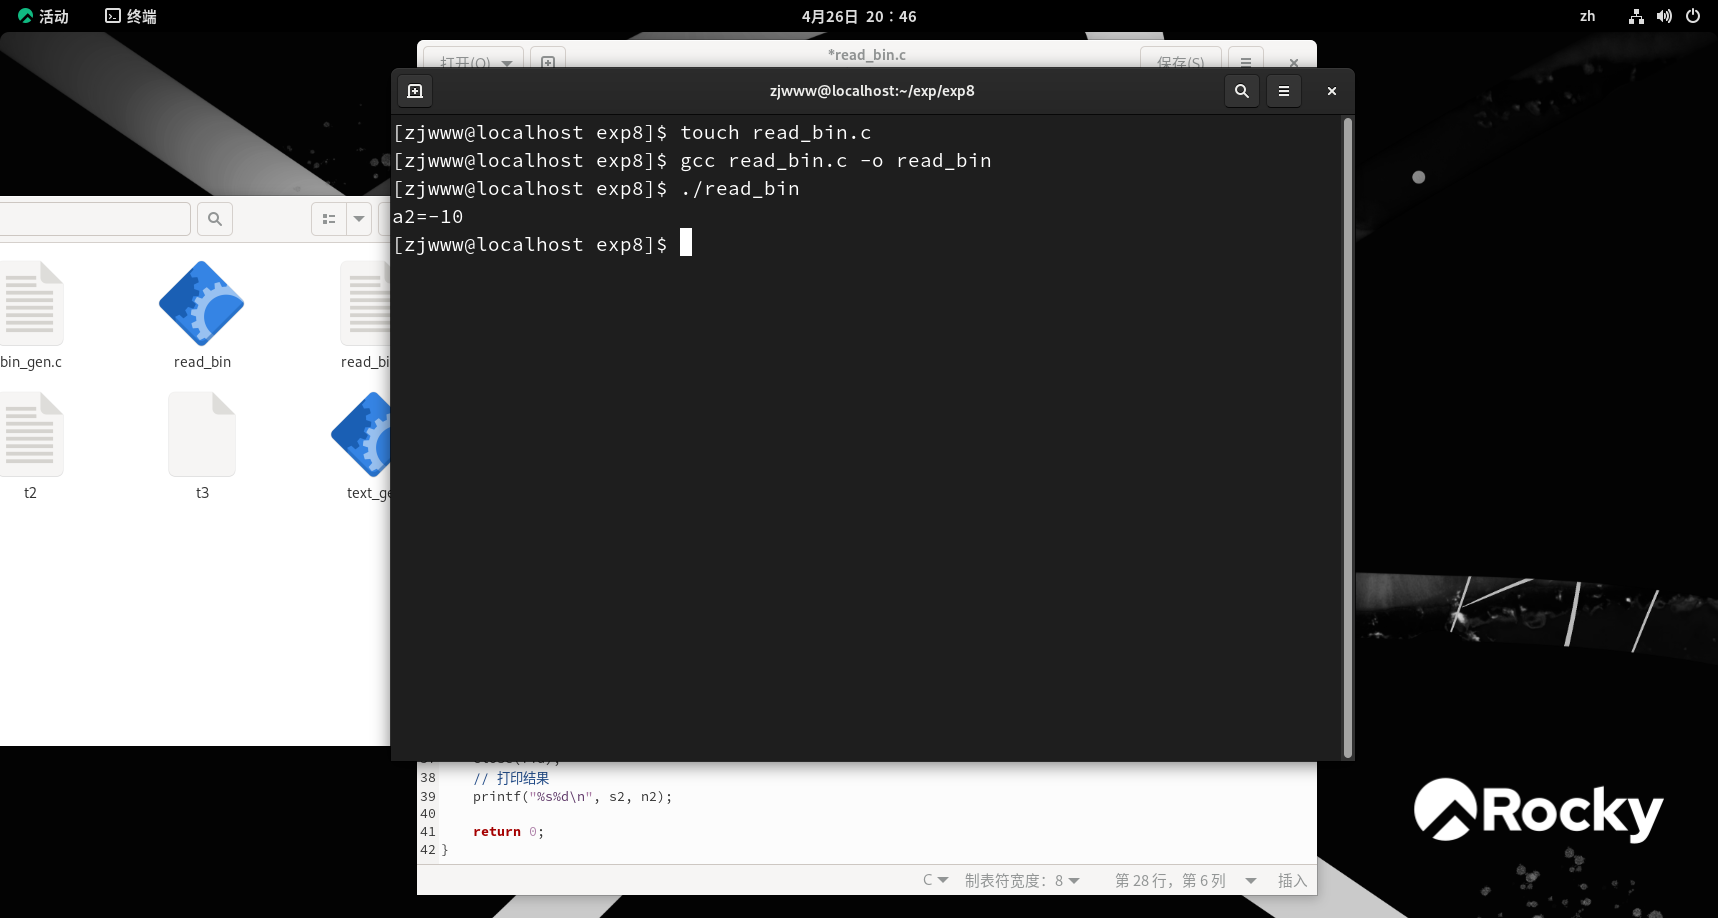 活动
终端
4月26日 20：46
zh
打开(O)
*read_bin.c
保存(S)
zjwww@localhost:~/exp/exp8
[zjwww@localhost exp8]$ touch read_bin.c
[zjwww@localhost exp8]$ gcc read_bin.c -o read_bin
[zjwww@localhost exp8]$ ./read_bin
a2=-10
[zjwww@localhost exp8]$
bin_gen.c
read_bin
read_bi
t2
t3
text_ge
38 // 打印结果
39 printf("%s%d\n", s2, n2);
40
41 return 0;
42 }
C 制表符宽度：8 第 28 行，第 6 列 插入
Rocky